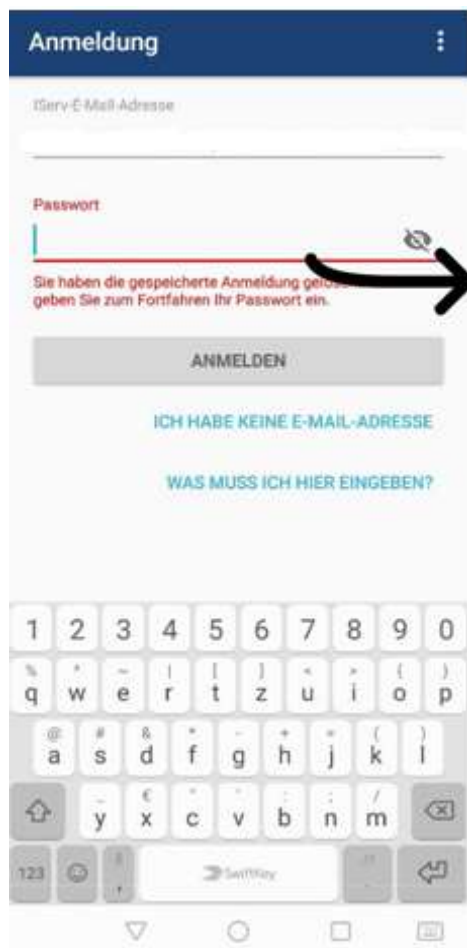 Anmeldung
IServ-E-Mail-Adresse
Passwort
Sie haben die gespeicherte Anmeldung
geben Sie zum Fortfahren Ihr Passwort ein.
ANMELDEN
ICH HABE KEINE E-MAIL-ADRESSE
WAS MUSS ICH HIER EINGEBEN?
1 2 3 4 5 6 7 8 9 0
q w e r t z u i o p
a s d f g h j k l
y x c v b n m
123 , SwiftKey .